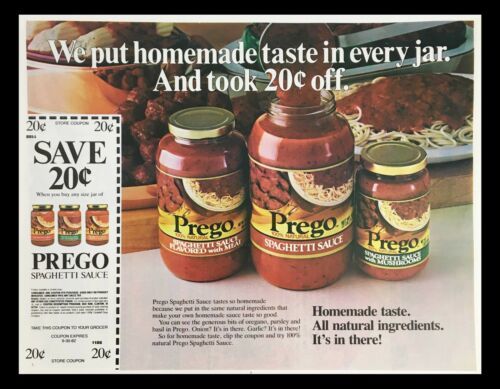 We put homemade taste in every jar.
And took 20¢ off.
20¢ STORE COUPON 20¢
SAVE
20¢
When you buy any size jar of
PREGO
SPAGHETTI SAUCE
TAKE THIS COUPON TO YOUR GROCER
COUPON EXPIRES
20¢ STORE COUPON 20¢
Prego
100% NATURAL
SPAGHETTI SAUCE
FLAVORED with MEAT
Prego
100% NATURAL
SPAGHETTI SAUCE
Prego
SPAGHETTI SAUCE
with MUSHROOMS
Prego Spaghetti Sauce tastes so homemade
because we put in the same natural ingredients that
make your own homemade sauce taste so good.
You can see the generous bits of oregano, parsley and
basil in Prego. Onion? It's in there. Garlic? It's in there!
So for homemade taste, clip the coupon and try 100%
natural Prego Spaghetti Sauce.
Homemade taste.
All natural ingredients.
It's in there!